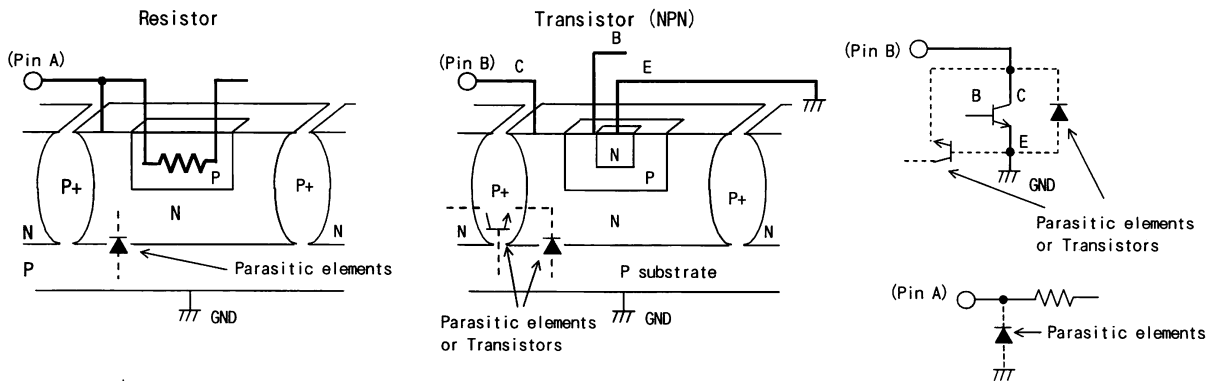 Resistor
(Pin A)
P+
P+
P
N
N
N
P
Parasitic elements
GND
Transistor (NPN)
B
(Pin B)
C
E
N
P
P+
P+
N
N
N
P substrate
GND
Parasitic elements
or Transistors
(Pin B)
B
C
E
GND
Parasitic elements
or Transistors
(Pin A)
Parasitic elements